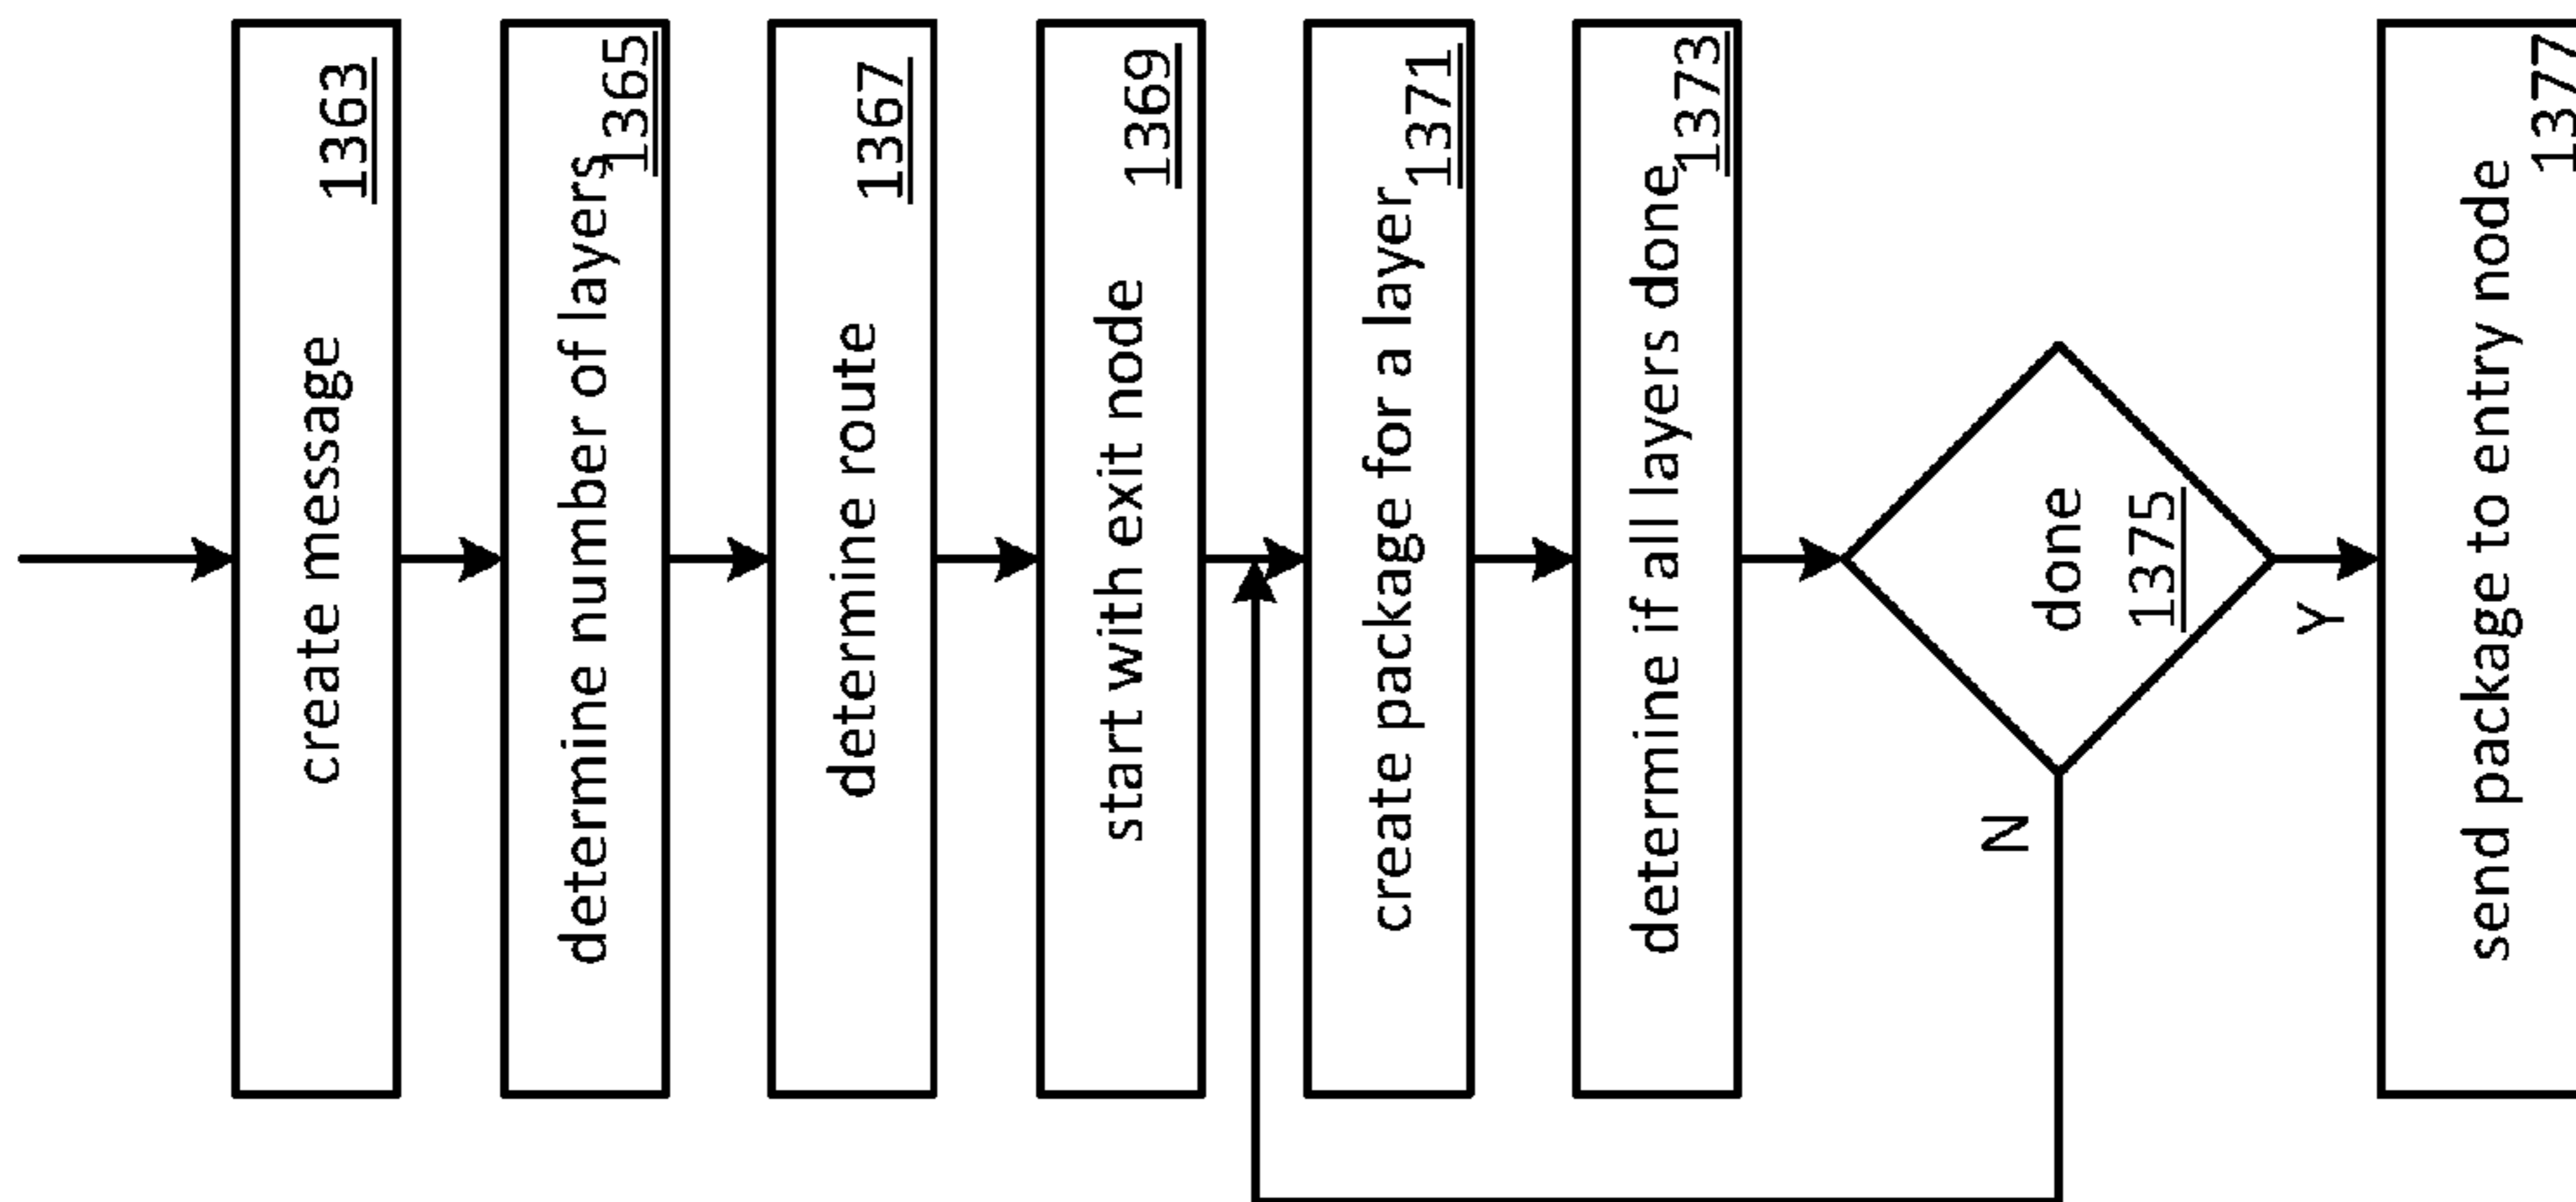 create message
1363
determine number of layers
1365
determine route
1367
start with exit node
1369
create package for a layer
1371
determine if all layers done
1373
done
1375
N
Y
send package to entry node
1377